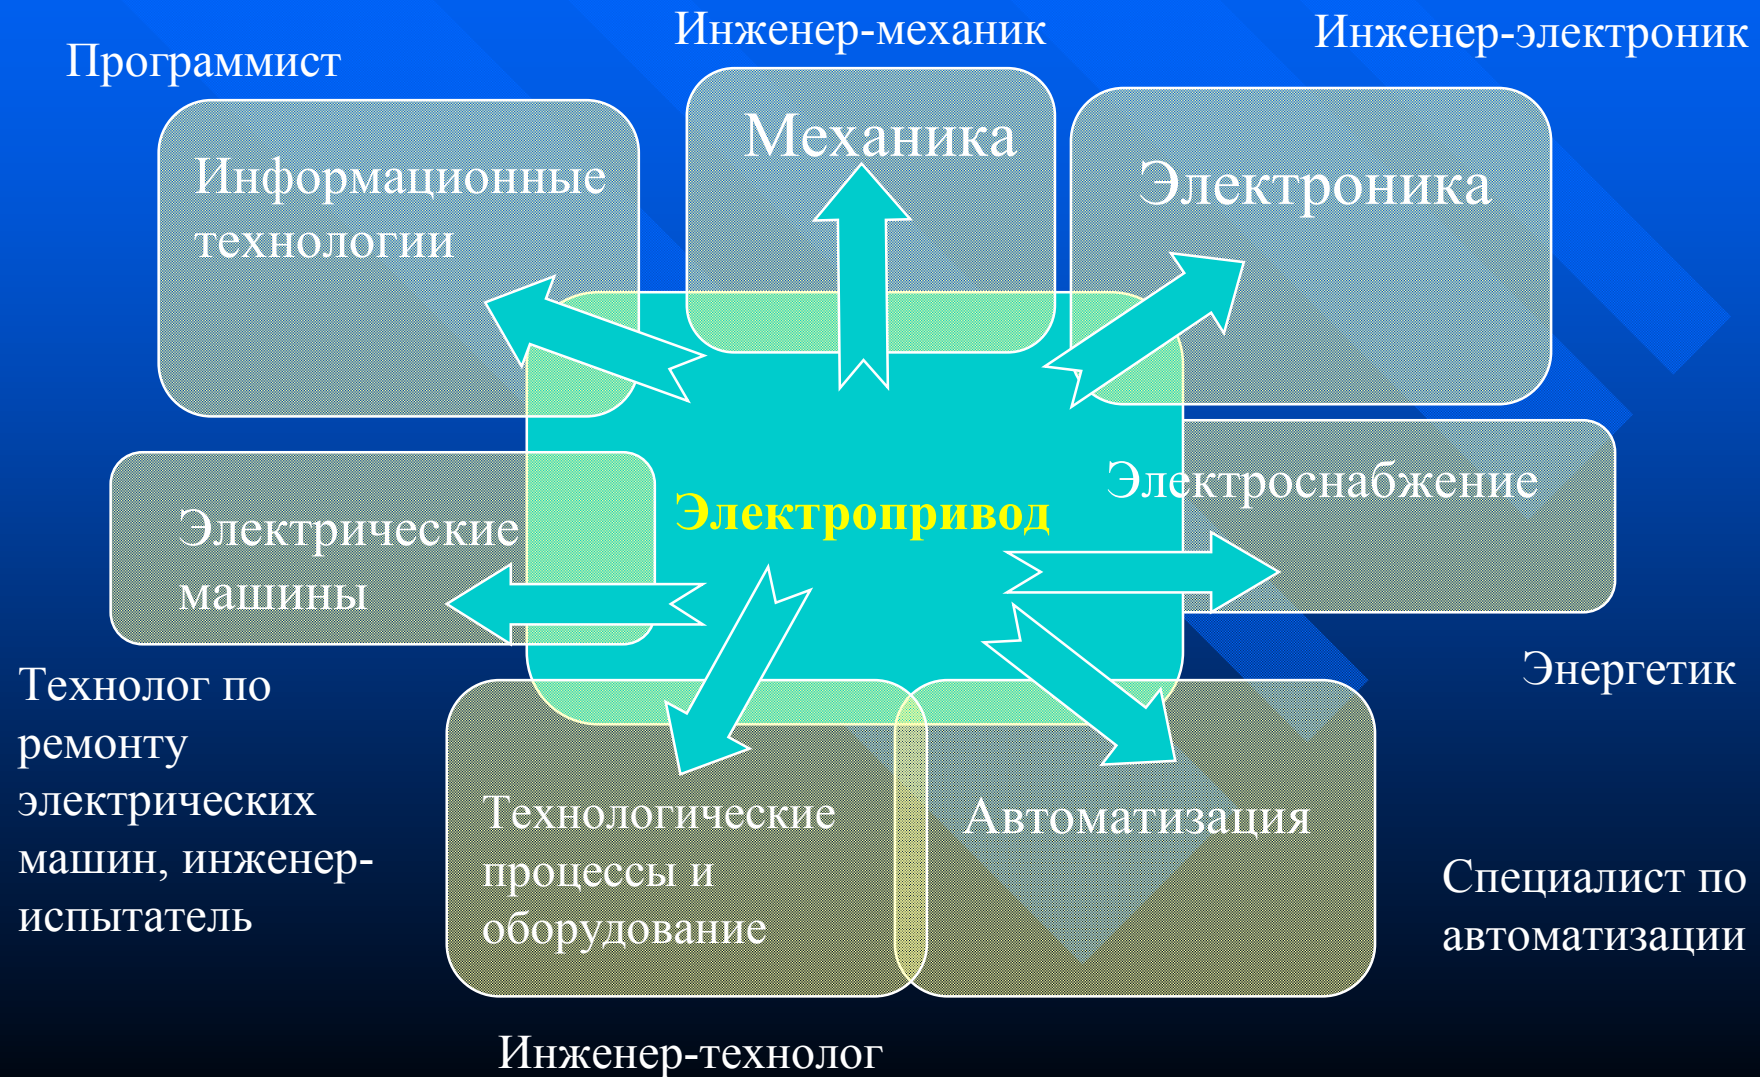 Программист
Инженер-механик
Инженер-электроник
Информационные
технологии
Механика
Электроника
Электрические
машины
Электропривод
Электроснабжение
Технолог по
ремонту
электрических
машин, инженер-
испытатель
Энергетик
Технологические
процессы и
оборудование
Автоматизация
Специалист по
автоматизации
Инженер-технолог